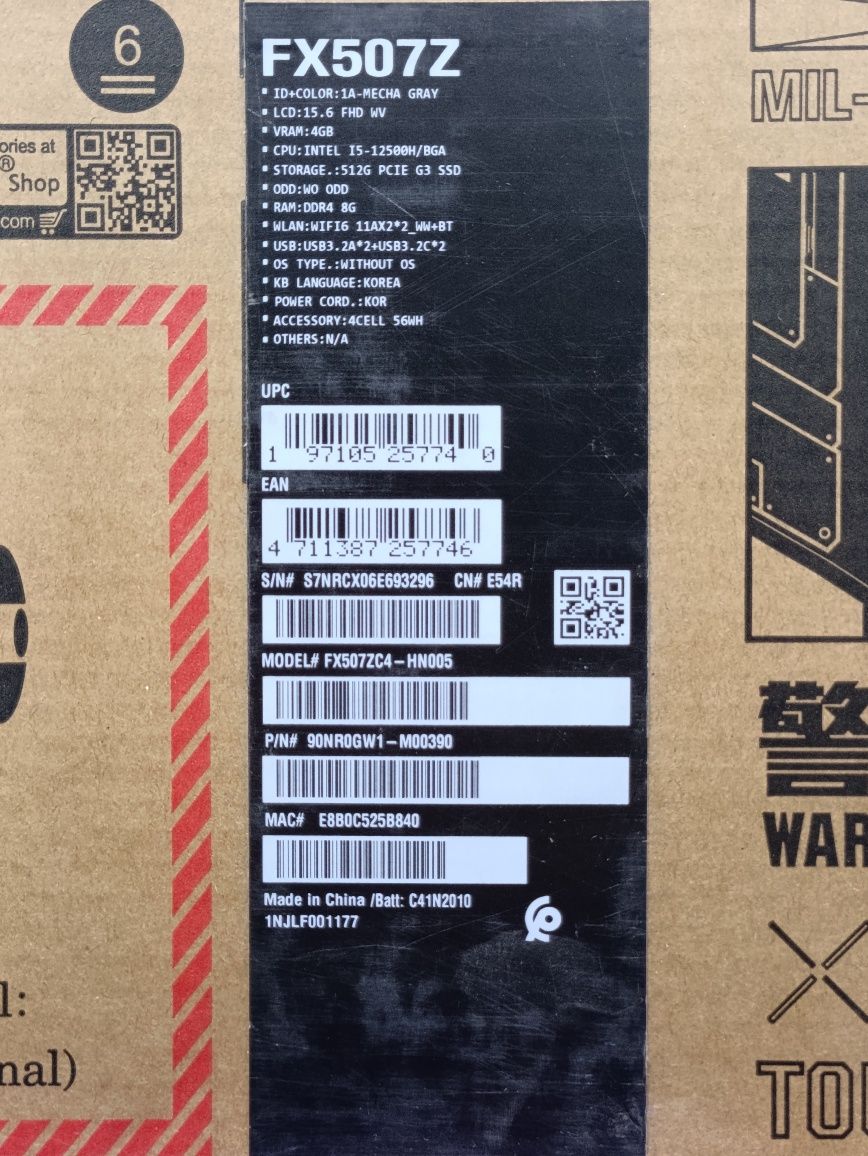 6
ories at
®
Shop
.com
FX507Z
ID+COLOR:1A-MECHA GRAY
LCD:15.6 FHD WV
VRAM:4GB
CPU:INTEL I5-12500H/BGA
STORAGE.:512G PCIE G3 SSD
ODD:WO ODD
RAM:DDR4 8G
WLAN:WIFI6 11AX2*2_WW+BT
USB:USB3.2A*2+USB3.2C*2
OS TYPE.:WITHOUT OS
KB LANGUAGE:KOREA
POWER CORD.:KOR
ACCESSORY:4CELL 56WH
OTHERS:N/A
UPC
1 97105 25774 0
EAN
4 711387 257746
S/N# S7NRCX06E693296 CN# E54R
MODEL# FX507ZC4-HN005
P/N# 90NR0GW1-M00390
MAC# E8B0C525B840
Made in China /Batt: C41N2010
1NJLF001177
l:
nal)
MIL-
警
WAR
TOU